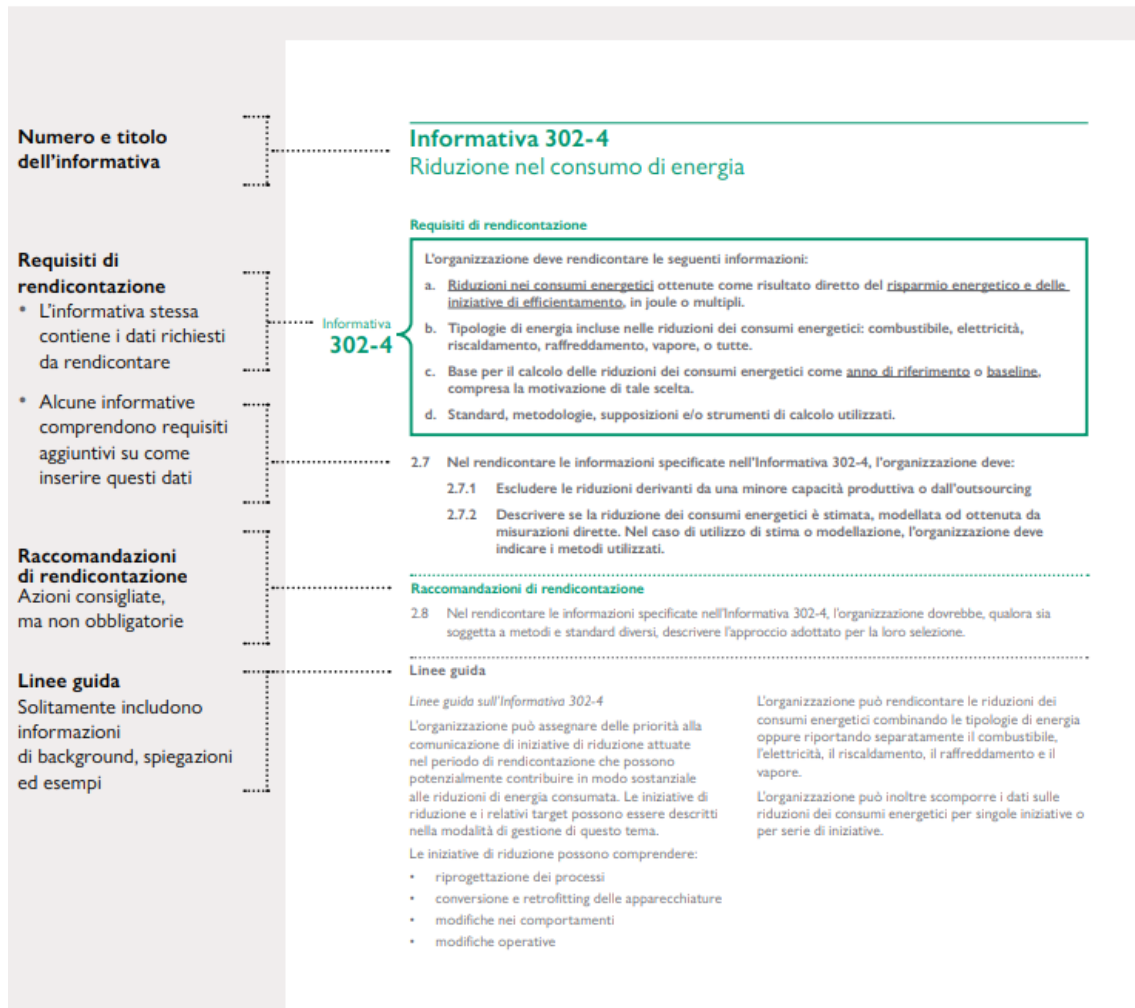 Numero e titolo
dell'informativa
Requisiti di
rendicontazione
• L'informativa stessa
contiene i dati richiesti
da rendicontare
• Alcune informative
comprendono requisiti
aggiuntivi su come
inserire questi dati
Raccomandazioni
di rendicontazione
Azioni consigliate,
ma non obbligatorie
Linee guida
Solitamente includono
informazioni
di background, spiegazioni
ed esempi
Informativa 302-4
Riduzione nel consumo di energia
Requisiti di rendicontazione
Informativa
302-4
L'organizzazione deve rendicontare le seguenti informazioni:
a. Riduzioni nei consumi energetici ottenute come risultato diretto del risparmio energetico e delle
iniziative di efficientamento, in joule o multipli.
b. Tipologie di energia incluse nelle riduzioni dei consumi energetici: combustibile, elettricità,
riscaldamento, raffreddamento, vapore, o tutte.
c. Base per il calcolo delle riduzioni dei consumi energetici come anno di riferimento o baseline,
compresa la motivazione di tale scelta.
d. Standard, metodologie, supposizioni e/o strumenti di calcolo utilizzati.
2.7 Nel rendicontare le informazioni specificate nell'Informativa 302-4, l'organizzazione deve:
2.7.1 Escludere le riduzioni derivanti da una minore capacità produttiva o dall'outsourcing
2.7.2 Descrivere se la riduzione dei consumi energetici è stimata, modellata od ottenuta da
misurazioni dirette. Nel caso di utilizzo di stima o modellazione, l'organizzazione deve
indicare i metodi utilizzati.
Raccomandazioni di rendicontazione
2.8 Nel rendicontare le informazioni specificate nell'Informativa 302-4, l'organizzazione dovrebbe, qualora sia
soggetta a metodi e standard diversi, descrivere l'approccio adottato per la loro selezione.
Linee guida
Linee guida sull'Informativa 302-4
L'organizzazione può assegnare delle priorità alla
comunicazione di iniziative di riduzione attuate
nel periodo di rendicontazione che possono
potenzialmente contribuire in modo sostanziale
alle riduzioni di energia consumata. Le iniziative di
riduzione e i relativi target possono essere descritti
nella modalità di gestione di questo tema.
Le iniziative di riduzione possono comprendere:
• riprogettazione dei processi
• conversione e retrofitting delle apparecchiature
• modifiche nei comportamenti
• modifiche operative
L'organizzazione può rendicontare le riduzioni dei
consumi energetici combinando le tipologie di energia
oppure riportando separatamente il combustibile,
l'elettricità, il riscaldamento, il raffreddamento e il
vapore.
L'organizzazione può inoltre scomporre i dati sulle
riduzioni dei consumi energetici per singole iniziative o
per serie di iniziative.